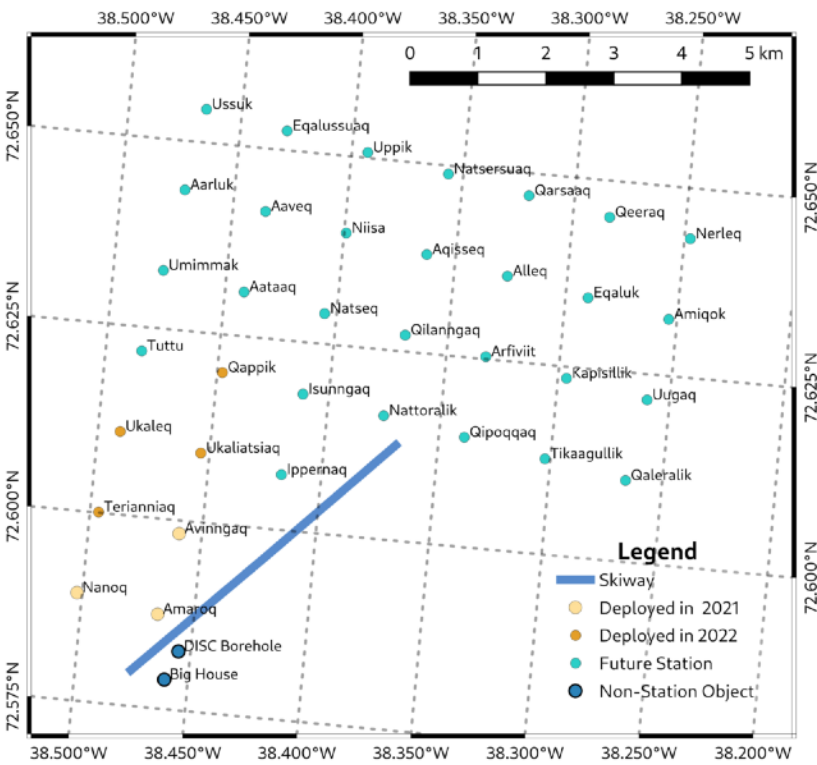 38.500°W 38.450°W 38.400°W 38.350°W 38.300°W 38.250°W
0 1 2 3 4 5 km
Ussuk
Eqalussuaq
Uppik
72.650°N
Natsersuaq
Aarluk
Qarsaaq
72.650°N
Aaveq
Qeeraq
Niisa
Nerleq
Aqisseq
Umimmak
Alleq
Aataaq
Eqaluk
Natseq
Amiqok
72.625°N
Qilanngaq
Tuttu
Arfiviit
Qappik
Kapisillik
72.625°N
Isunngaq
Uugaq
Nattoralik
Ukaleq
Qipoqqaq
Ukaliatsiaq
Tikaagullik
Ippernaq
Qaleralik
72.600°N
Terianniaq
Avinngaq
72.600°N
Legend
Skiway
Nanoq
Deployed in 2021
Amaroq
Deployed in 2022
DISC Borehole
Future Station
Big House
Non-Station Object
72.575°N
38.500°W 38.450°W 38.400°W 38.350°W 38.300°W 38.250°W 38.200°W